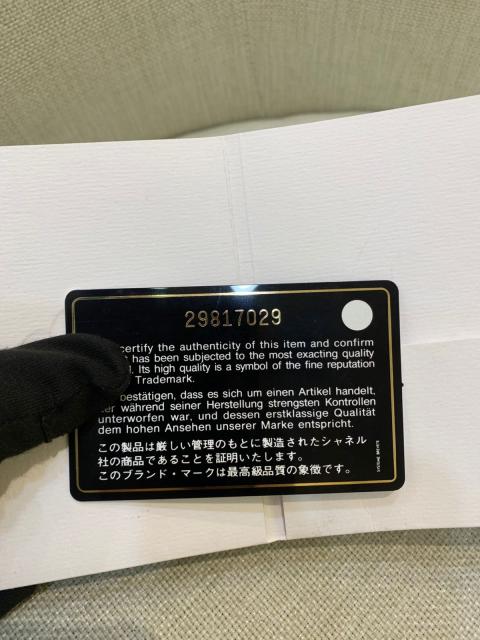 29817029
certify the authenticity of this item and confirm
has been subjected to the most exacting quality
Its high quality is a symbol of the fine reputation
Trademark.
bestätigen, dass es sich um einen Artikel handelt,
während seiner Herstellung strengsten Kontrollen
unterworfen war, und dessen erstklassige Qualität
dem hohen Ansehen unserer Marke entspricht.
この製品は厳しい管理のもとに製造されたシャネル
社の商品であることを証明いたします。
このブランド・マークは最高級品質の象徴です。